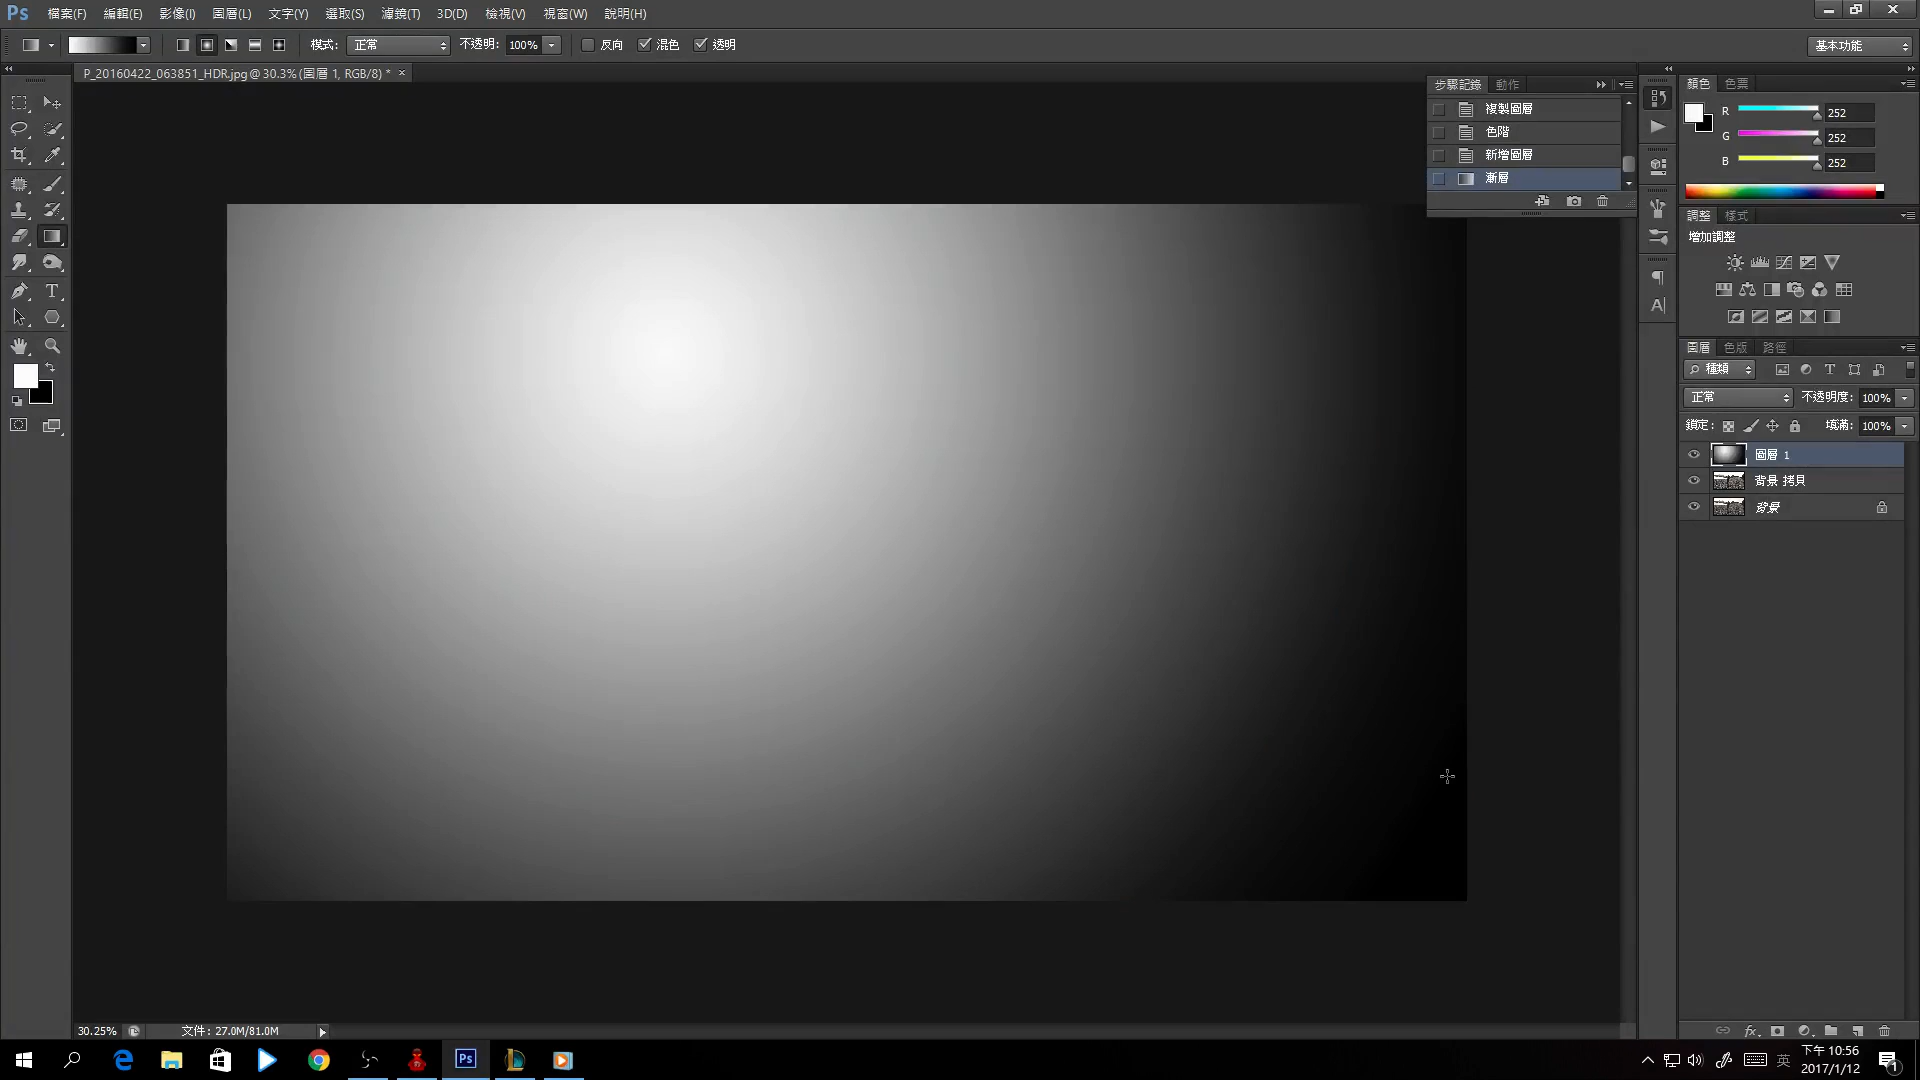 Ps 檔案(F) 編輯(E) 影像(I) 圖層(L) 文字(Y) 選取(S) 濾鏡(T) 3D(D) 檢視(V) 視窗(W) 說明(H)
模式: 正常 不透明: 100% 反向 混色 透明 基本功能
P_20160422_063851_HDR.jpg @ 30.3% (圖層 1, RGB/8) *
步驟記錄 動作
複製圖層
色階
新增圖層
漸層
顏色 色票
R 252
G 252
B 252
調整 樣式
增加調整
圖層 色版 路徑
種類
正常 不透明度: 100%
鎖定: 填滿: 100%
圖層 1
背景 拷貝
背景
30.25% 文件: 27.0M/81.0M
Ps
英
下午 10:56
2017/1/12
1